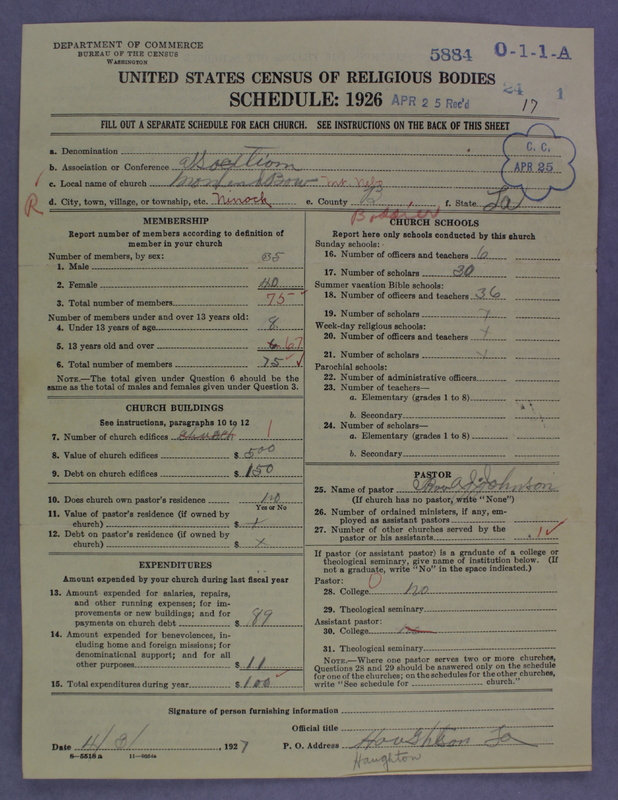 DEPARTMENT OF COMMERCE
BUREAU OF THE CENSUS
WASHINGTON
5884 0-1-1-A
UNITED STATES CENSUS OF RELIGIOUS BODIES
24 1
SCHEDULE: 1926 APR 25 Rec'd 17
FILL OUT A SEPARATE SCHEDULE FOR EACH CHURCH. SEE INSTRUCTIONS ON THE BACK OF THIS SHEET
C. C.
APR 25
a. Denomination
b. Association or Conference
c. Local name of church
d. City, town, village, or township, etc. e. County f. State La
R
Bossier
MEMBERSHIP
Report number of members according to definition of
member in your church
Number of members, by sex:
1. Male 35
2. Female 40
3. Total number of members 75
Number of members under and over 13 years old:
4. Under 13 years of age 8
5. 13 years old and over 67
6. Total number of members 75
NOTE.—The total given under Question 6 should be the
same as the total of males and females given under Question 3.
CHURCH BUILDINGS
See instructions, paragraphs 10 to 12
7. Number of church edifices church 1
8. Value of church edifices $ 500
9. Debt on church edifices $ 150
10. Does church own pastor's residence no
Yes or No
11. Value of pastor's residence (if owned by
church) $ x
12. Debt on pastor's residence (if owned by
church) $ x
EXPENDITURES
Amount expended by your church during last fiscal year
13. Amount expended for salaries, repairs,
and other running expenses; for im-
provements or new buildings; and for
payments on church debt $ 89
14. Amount expended for benevolences, in-
cluding home and foreign missions; for
denominational support; and for all
other purposes $ 11
15. Total expenditures during year $ 100
CHURCH SCHOOLS
Report here only schools conducted by this church
Sunday schools:
16. Number of officers and teachers 6
17. Number of scholars 30
Summer vacation Bible schools:
18. Number of officers and teachers 36
19. Number of scholars
Week-day religious schools:
20. Number of officers and teachers x
21. Number of scholars x
Parochial schools:
22. Number of administrative officers
23. Number of teachers—
a. Elementary (grades 1 to 8)
b. Secondary
24. Number of scholars—
a. Elementary (grades 1 to 8)
b. Secondary
PASTOR
25. Name of pastor Rev A J Johnson
(If church has no pastor, write "None")
26. Number of ordained ministers, if any, em-
ployed as assistant pastors
27. Number of other churches served by the
pastor or his assistants 1
If pastor (or assistant pastor) is a graduate of a college or
theological seminary, give name of institution below. (If
not a graduate, write "No" in the space indicated.)
Pastor: 0
28. College no
29. Theological seminary
Assistant pastor:
30. College no
31. Theological seminary
NOTE.—Where one pastor serves two or more churches,
Questions 28 and 29 should be answered only on the schedule
for one of the churches; on the schedules for the other churches,
write "See schedule for church."
Signature of person furnishing information
Official title
Date 11/31, 1927 P. O. Address Houghton La
8-5518 a 11-9054a
Haughton